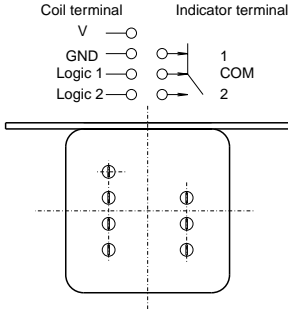 Coil terminal Indicator terminal
V
GND 1
Logic 1 COM
Logic 2 2